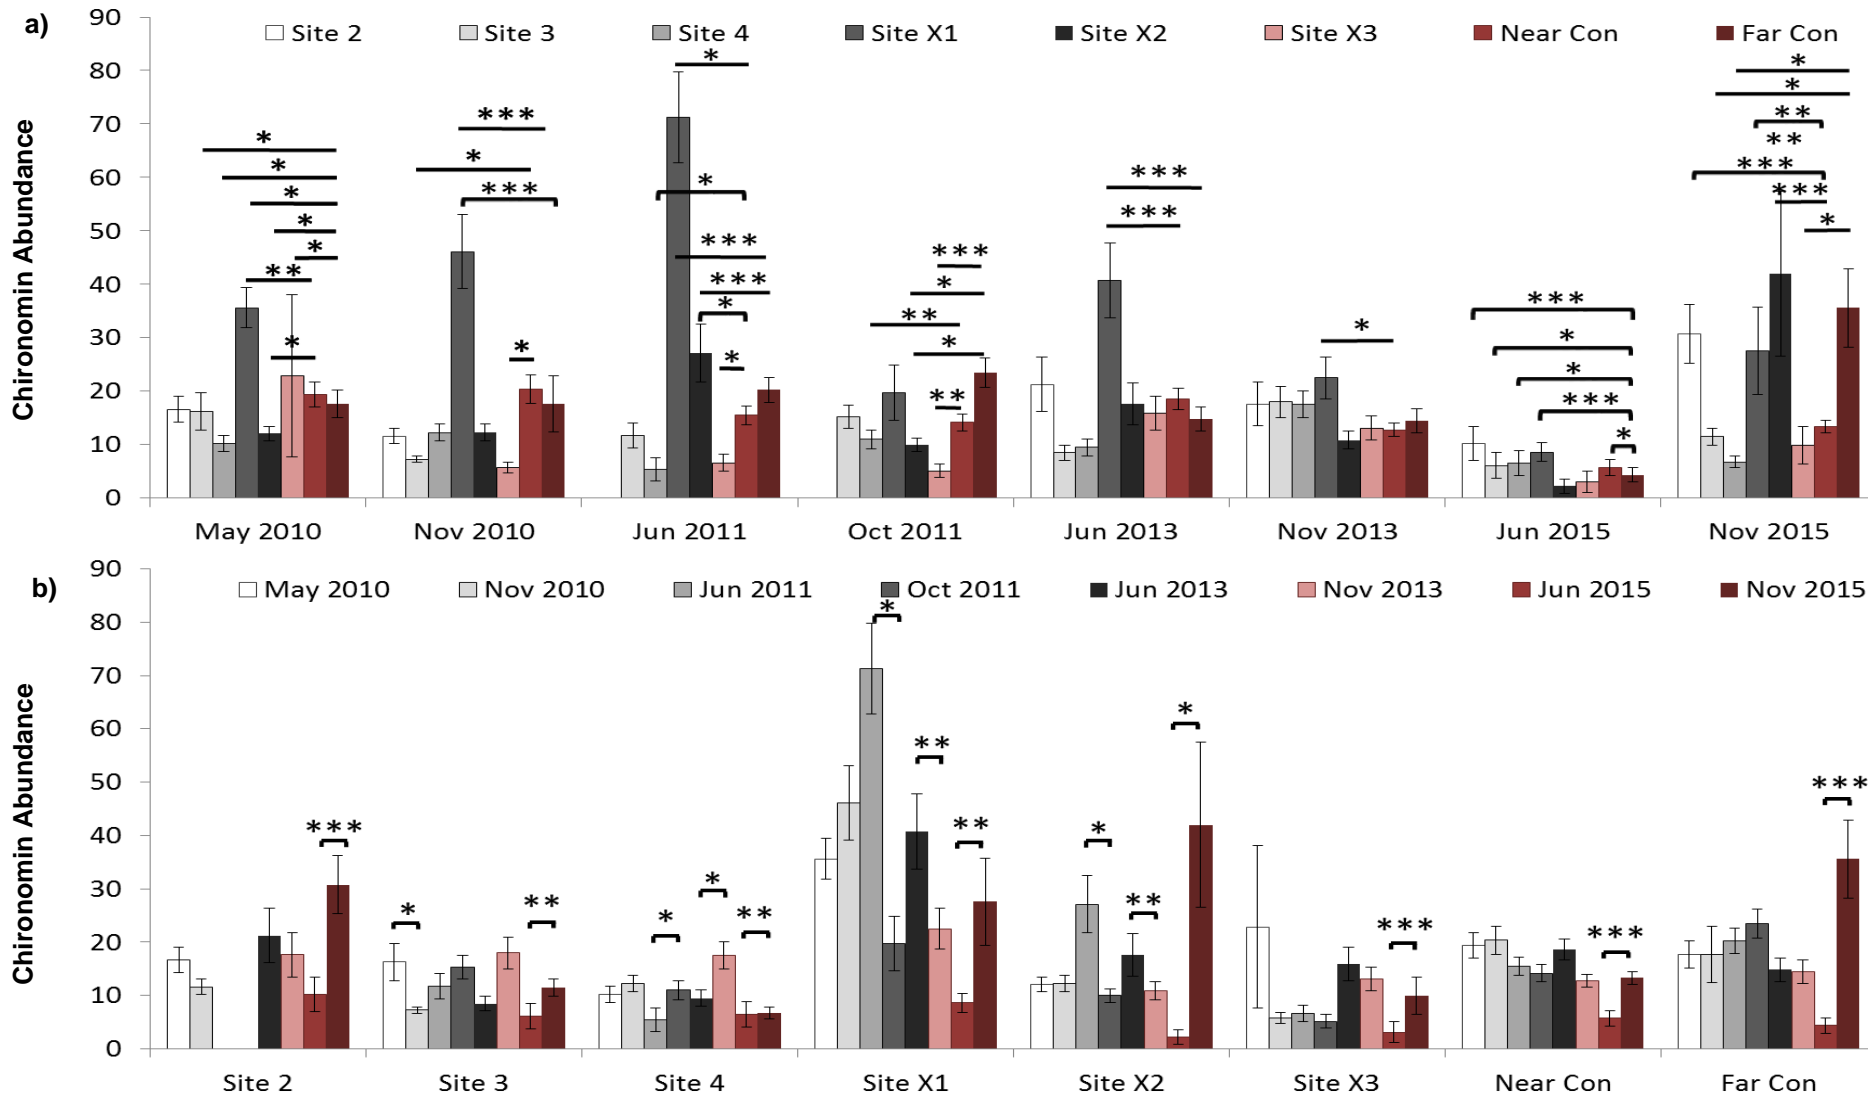 a)
Chironomin Abundance
90
80
70
60
50
40
30
20
10
0
Site 2 Site 3 Site 4 Site X1 Site X2 Site X3 Near Con Far Con
* * * * * ** *
*** * *** *
* * *** *** * *
*** * ** * **
*** ***
*
*** * * *** *
* * ** ** *** *** *
May 2010 Nov 2010 Jun 2011 Oct 2011 Jun 2013 Nov 2013 Jun 2015 Nov 2015
b)
Chironomin Abundance
90
80
70
60
50
40
30
20
10
0
May 2010 Nov 2010 Jun 2011 Oct 2011 Jun 2013 Nov 2013 Jun 2015 Nov 2015
***
* **
* * **
* ** **
* ** *
***
***
***
Site 2 Site 3 Site 4 Site X1 Site X2 Site X3 Near Con Far Con